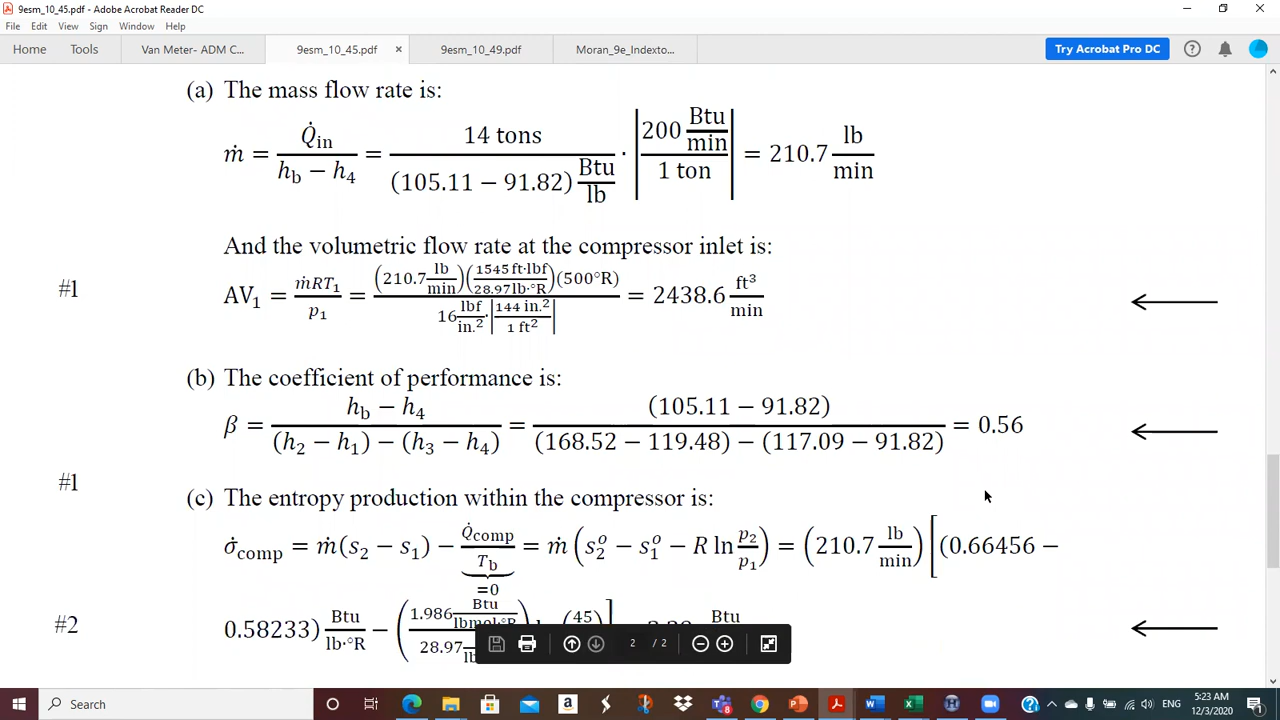 9esm_10_45.pdf - Adobe Acrobat Reader DC
File Edit View Sign Window Help
Home Tools Van Meter- ADM C... 9esm_10_45.pdf × 9esm_10_49.pdf Moran_9e_Indexto... Try Acrobat Pro DC
(a) The mass flow rate is:
ṁ = Q̇in / (hb − h4) = 14 tons / ((105.11 − 91.82) Btu/lb) · |200 Btu/min / 1 ton| = 210.7 lb/min
And the volumetric flow rate at the compressor inlet is:
#1 AV1 = ṁRT1 / p1 = (210.7 lb/min)(1545 ft·lbf / 28.97 lb·°R)(500°R) / (16 lbf/in.² · |144 in.² / 1 ft²|) = 2438.6 ft³/min
(b) The coefficient of performance is:
β = (hb − h4) / ((h2 − h1) − (h3 − h4)) = (105.11 − 91.82) / ((168.52 − 119.48) − (117.09 − 91.82)) = 0.56
#1
(c) The entropy production within the compressor is:
σ̇comp = ṁ(s2 − s1) − Q̇comp / Tb =0 = ṁ(s2° − s1° − R ln p2/p1) = (210.7 lb/min)[(0.66456 −
#2 0.58233) Btu/lb·°R − (1.986 Btu/lbmol·°R / 28.97 (45 ] Btu
2 / 2
Search
ENG
5:23 AM
12/3/2020